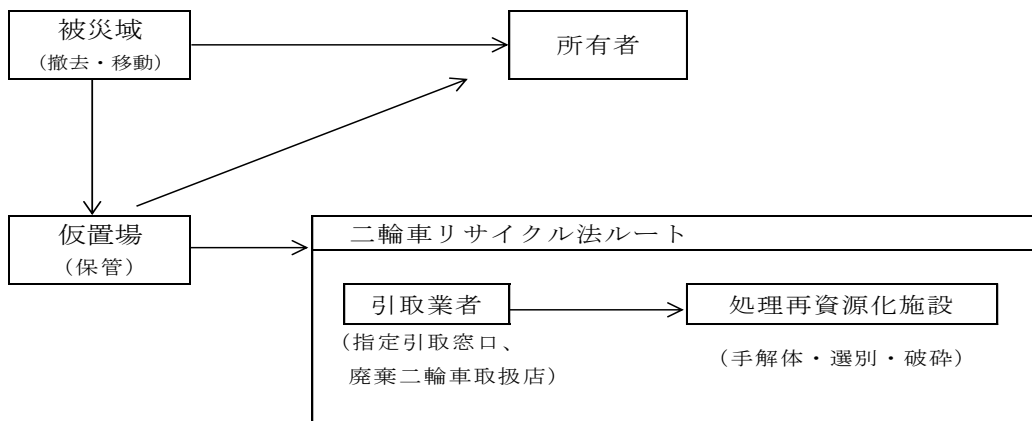 被災域
(撤去・移動)
所有者
仮置場
(保管)
二輪車リサイクル法ルート
引取業者
(指定引取窓口、
廃棄二輪車取扱店)
処理再資源化施設
(手解体・選別・破砕)